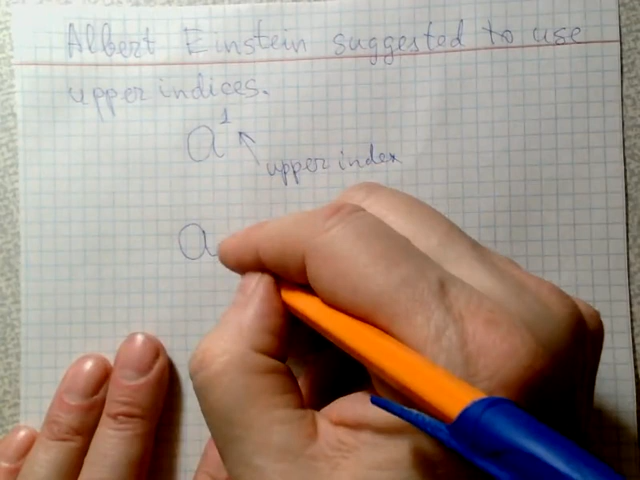 Albert Einstein suggested to use
upper indices.
a¹
upper index
a